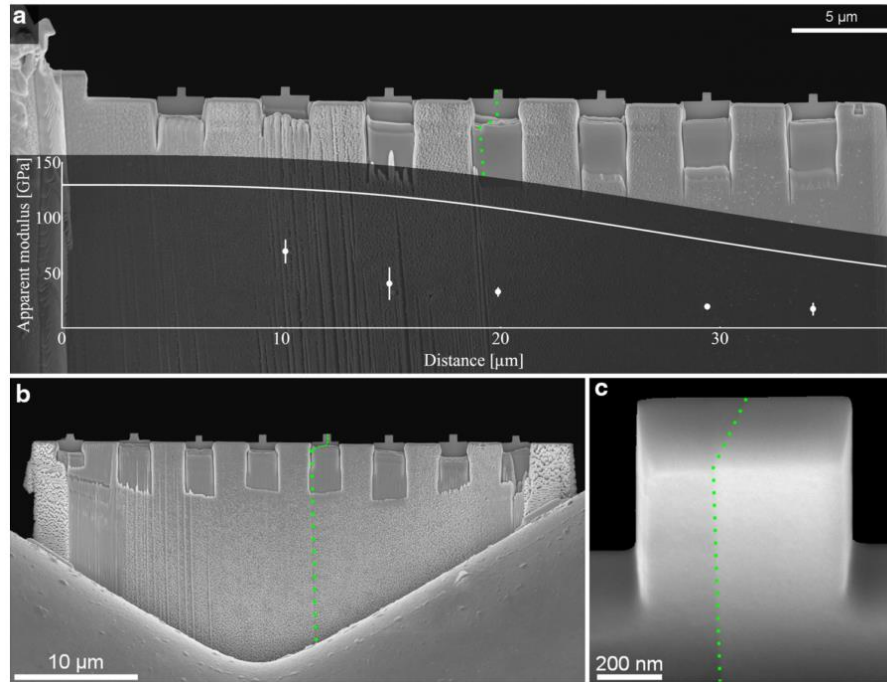 a
5 µm
Apparent modulus [GPa]
150
100
50
0
10
20
30
Distance [µm]
b
10 µm
c
200 nm